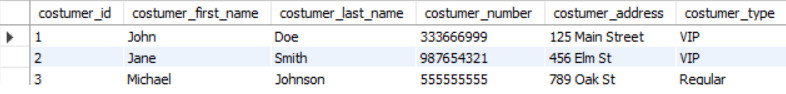 costumer_id costumer_first_name costumer_last_name costumer_number costumer_address costumer_type
1 John Doe 333666999 125 Main Street VIP
2 Jane Smith 987654321 456 Elm St VIP
3 Michael Johnson 555555555 789 Oak St Regular